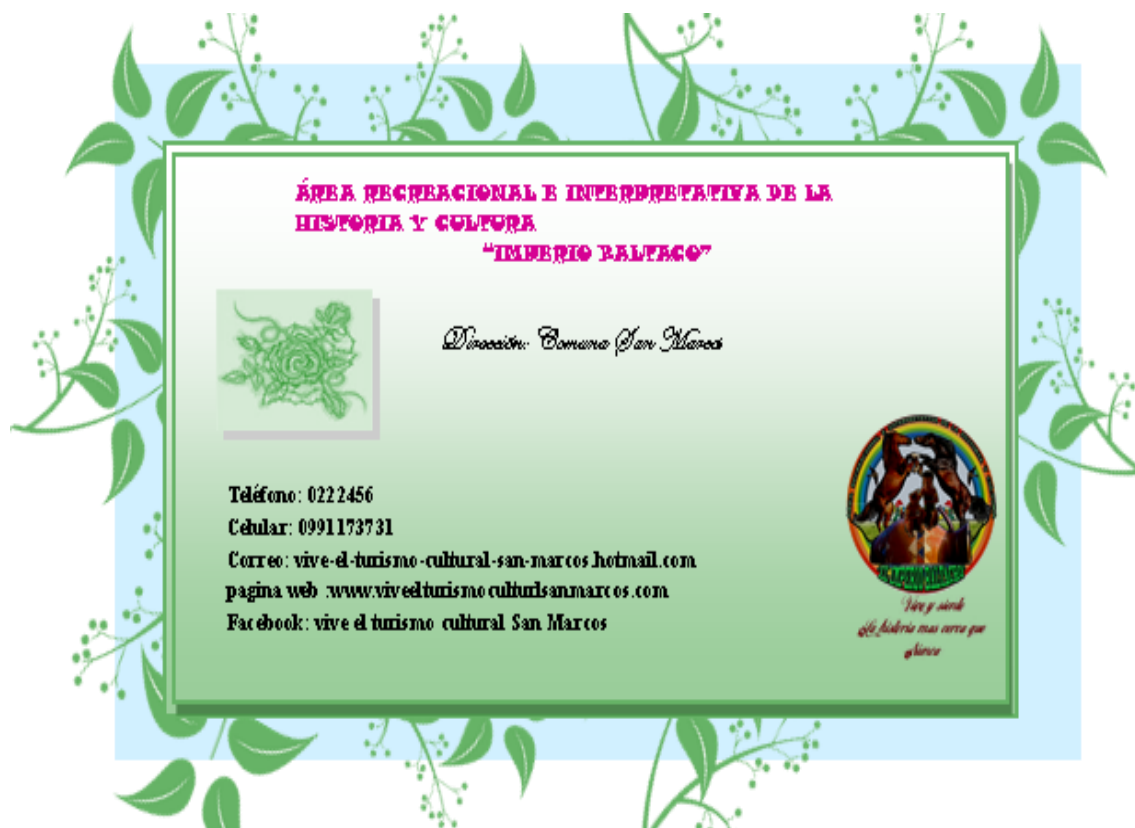 ÁREA RECREACIONAL E INTERPRETATIVA DE LA
HISTORIA Y CULTURA
"IMPERIO BALTACO"
Dirección: Comuna San Marcos
Teléfono: 0222456
Celular: 0991173731
Correo: vive-el-turismo-cultural-san-marcos.hotmail.com
pagina web :www.viveelturismoculturlsanmarcos.com
Facebook: vive el turismo cultural San Marcos
Vive y siente
La historia mas cerca que
Nunca